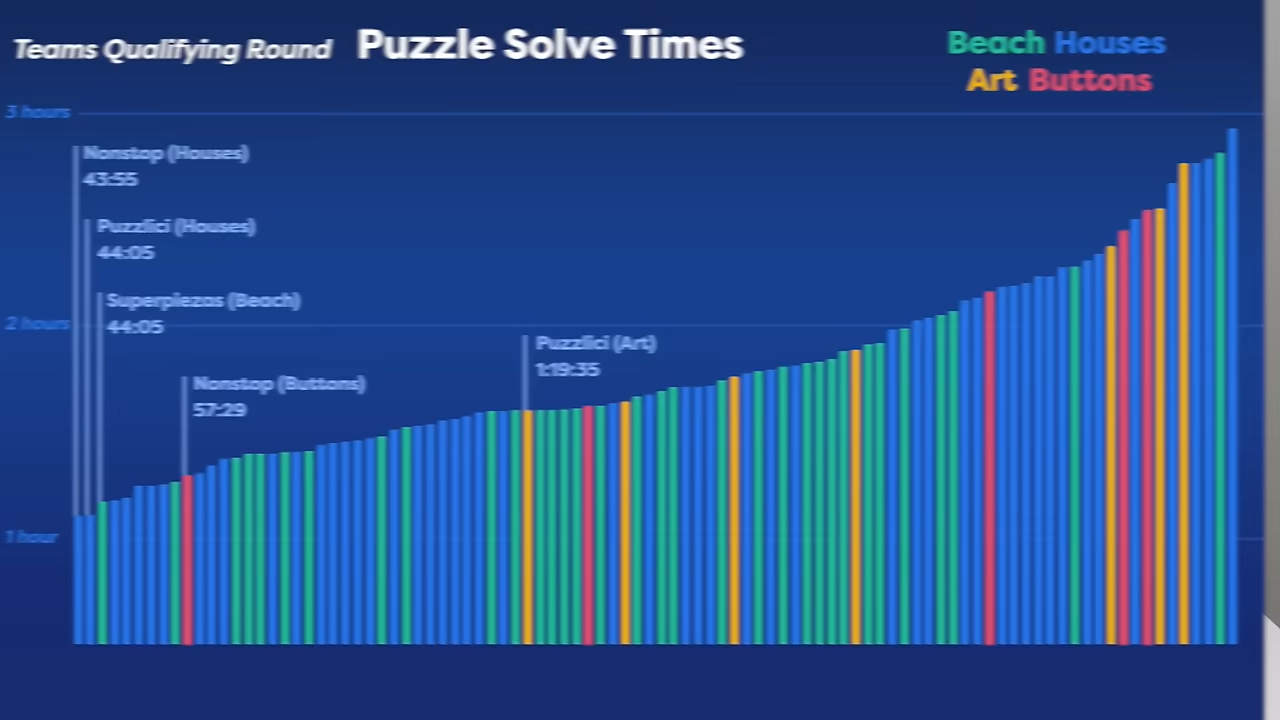 Teams Qualifying Round Puzzle Solve Times
Beach Houses
Art Buttons
3 hours
Nonstop (Houses)
43:55
Puzzlici (Houses)
44:05
Superpiezas (Beach)
2 hours
44:05
Puzzlici (Art)
1:19:35
Nonstop (Buttons)
57:29
1 hour